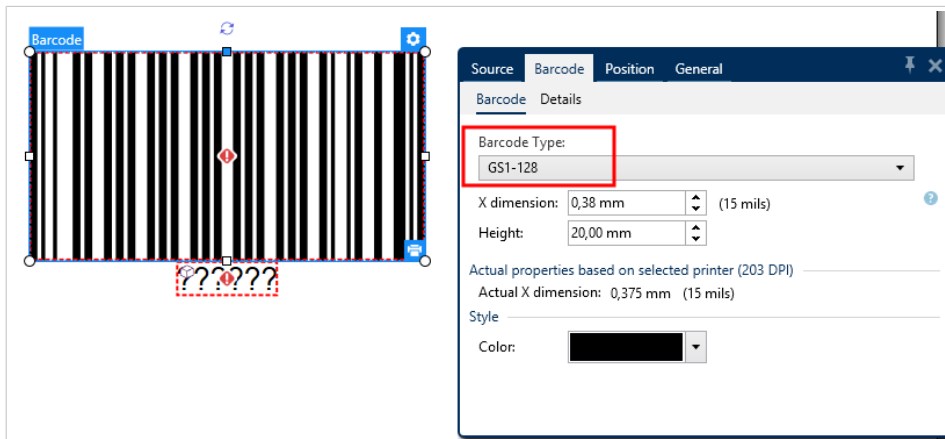 Barcode
??????
Source Barcode Position General
Barcode Details
Barcode Type:
GS1-128
X dimension: 0,38 mm (15 mils)
?
Height: 20,00 mm
Actual properties based on selected printer (203 DPI)
Actual X dimension: 0,375 mm (15 mils)
Style
Color: